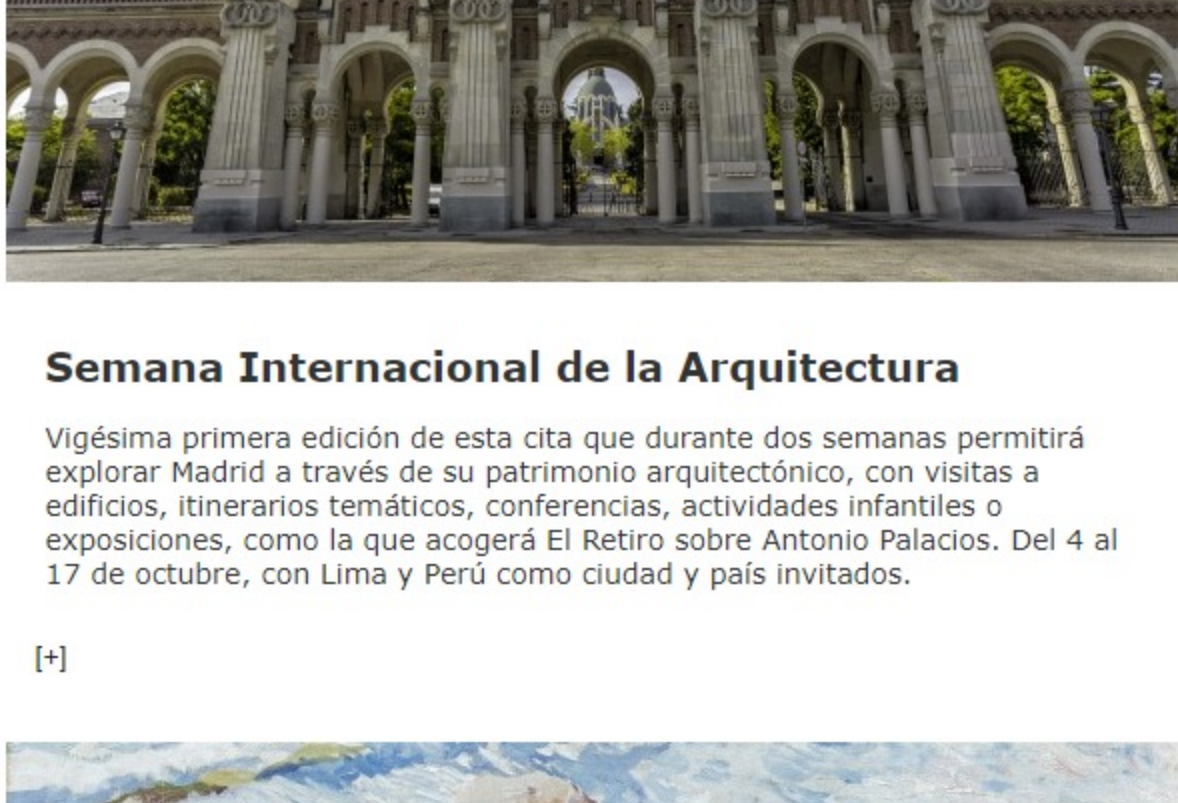 Semana Internacional de la Arquitectura
Vigésima primera edición de esta cita que durante dos semanas permitirá
explorar Madrid a través de su patrimonio arquitectónico, con visitas a
edificios, itinerarios temáticos, conferencias, actividades infantiles o
exposiciones, como la que acogerá El Retiro sobre Antonio Palacios. Del 4 al
17 de octubre, con Lima y Perú como ciudad y país invitados.
[+]